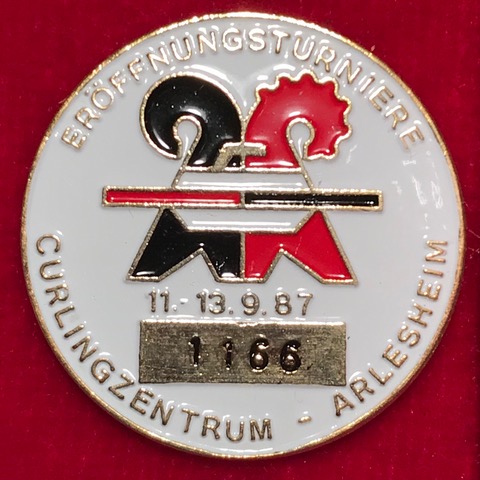 ERÖFFNUNGSTURNIERE
11.-13.9.87
1166
CURLINGZENTRUM - ARLESHEIM